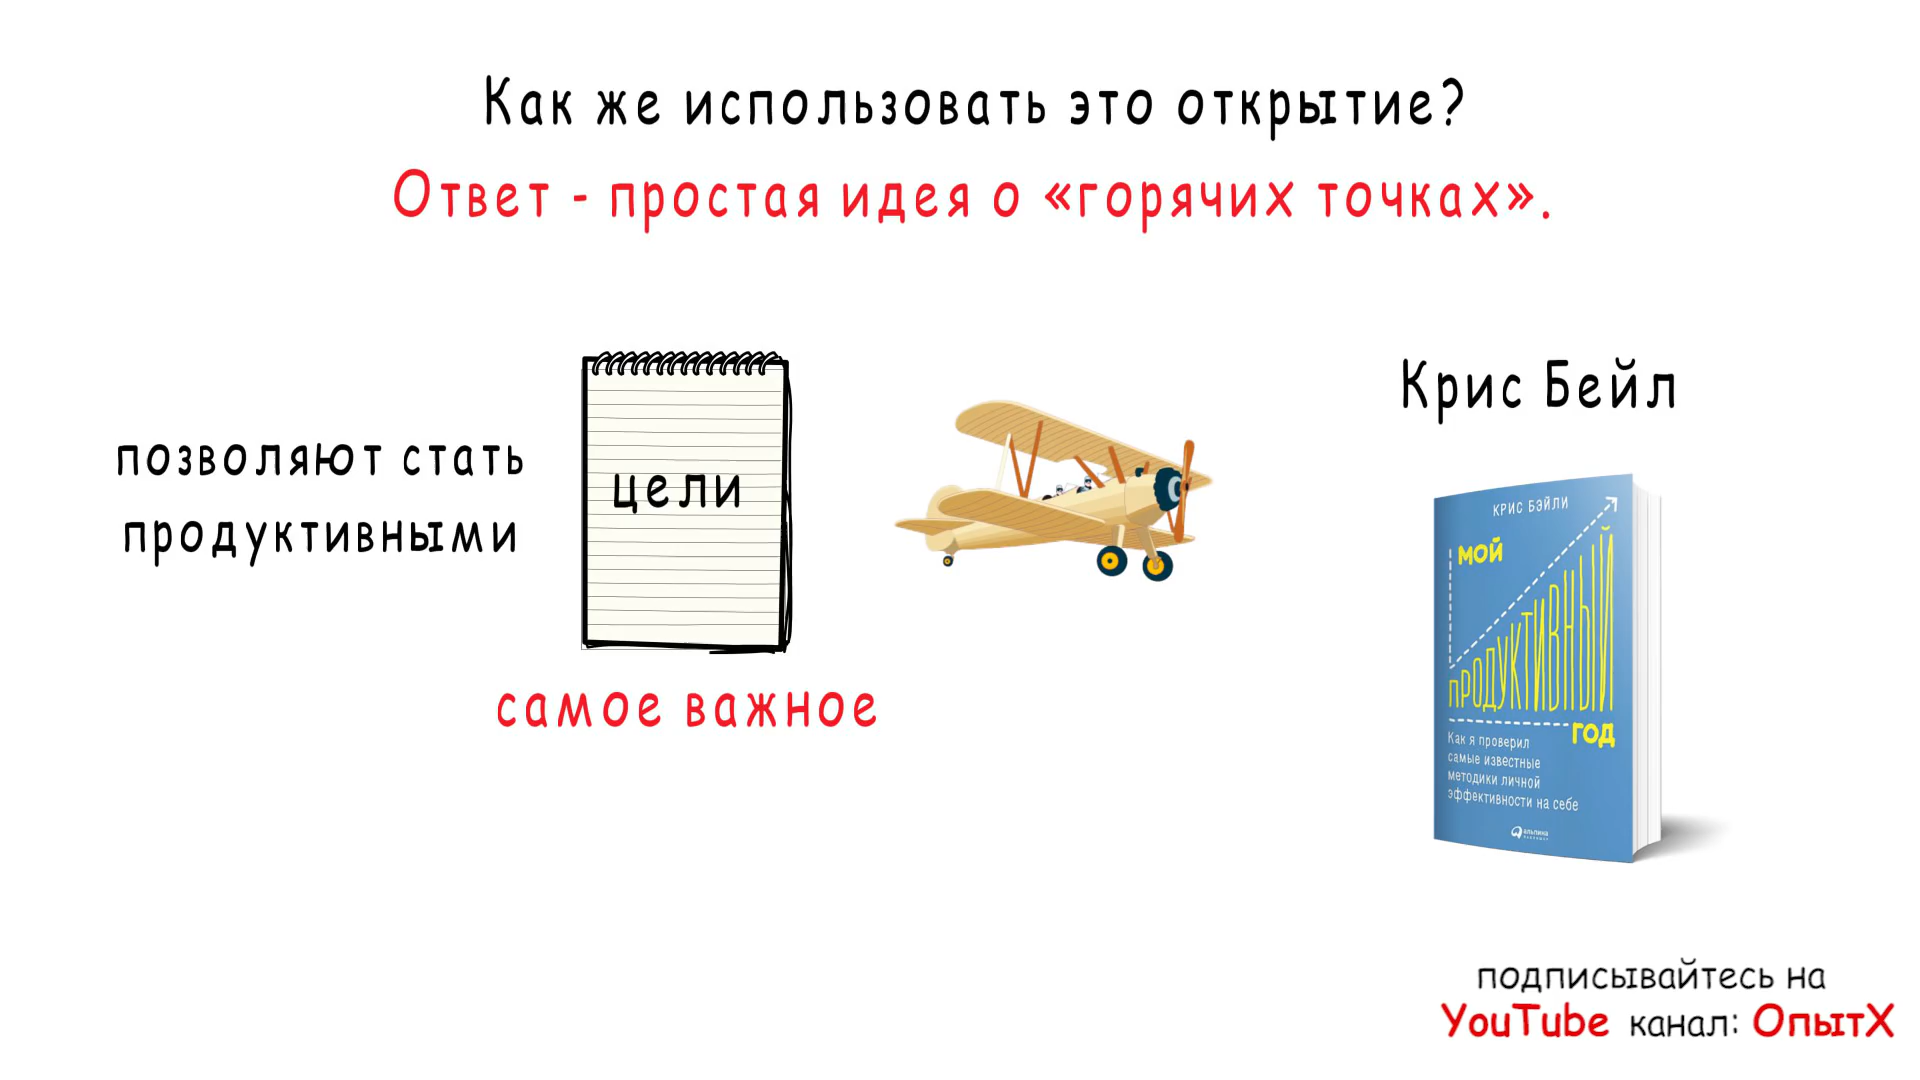 Как же использовать это открытие?
Ответ - простая идея о «горячих точках».
позволяют стать
продуктивными
цели
самое важное
Крис Бейл
КРИС БЭЙЛИ
МОЙ
ПРОДУКТИВНЫЙ
ГОД
Как я проверил
самые известные
методики личной
эффективности на себе
альпина
подписывайтесь на
YouTube канал: ОпытХ